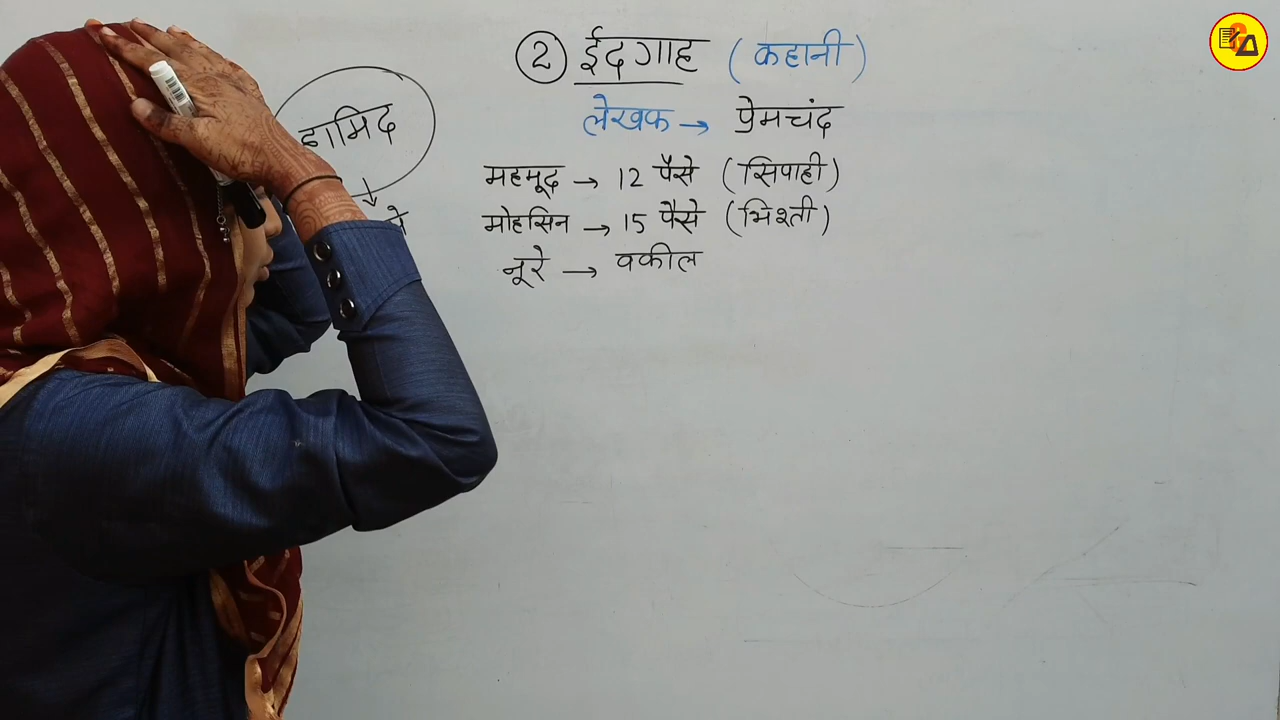 ② ईदगाह (कहानी)
लेखक → प्रेमचंद
हामिद
महमूद → 12 पैसे (सिपाही)
मोहसिन → 15 पैसे (भिश्ती)
नूरे → वकील